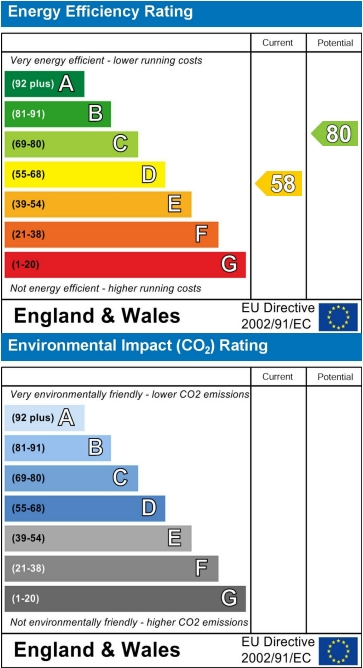 Energy Efficiency Rating
Current Potential
Very energy efficient - lower running costs
(92 plus) A
(81-91) B
(69-80) C
(55-68) D
(39-54) E
(21-38) F
(1-20) G
58
80
Not energy efficient - higher running costs
England & Wales
EU Directive
2002/91/EC
Environmental Impact (CO₂) Rating
Current Potential
Very environmentally friendly - lower CO2 emissions
(92 plus) A
(81-91) B
(69-80) C
(55-68) D
(39-54) E
(21-38) F
(1-20) G
Not environmentally friendly - higher CO2 emissions
England & Wales
EU Directive
2002/91/EC